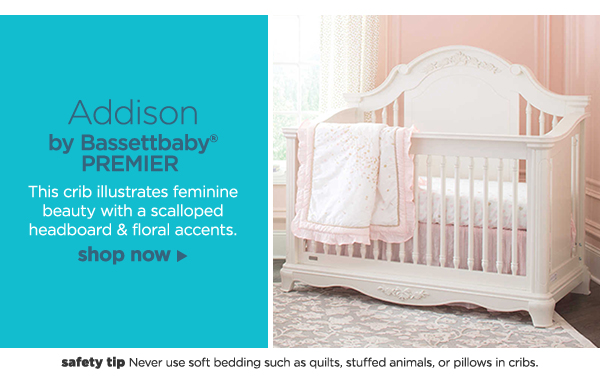 Addison
by Bassettbaby®
PREMIER
This crib illustrates feminine
beauty with a scalloped
headboard & floral accents.
shop now ▶
safety tip Never use soft bedding such as quilts, stuffed animals, or pillows in cribs.